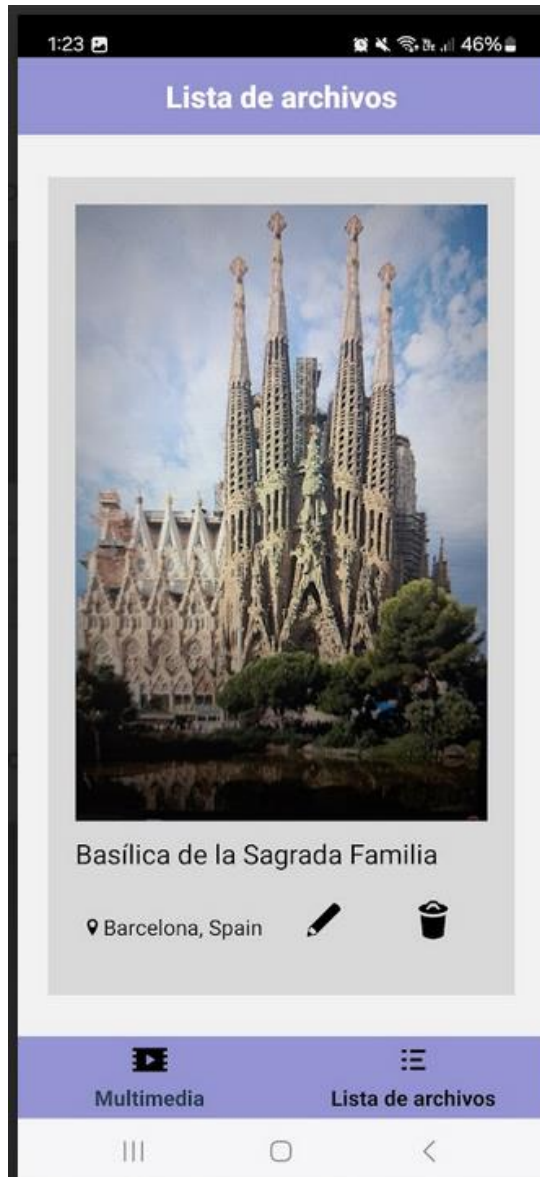 1:23
46%
Lista de archivos
Basílica de la Sagrada Familia
Barcelona, Spain
Multimedia
Lista de archivos